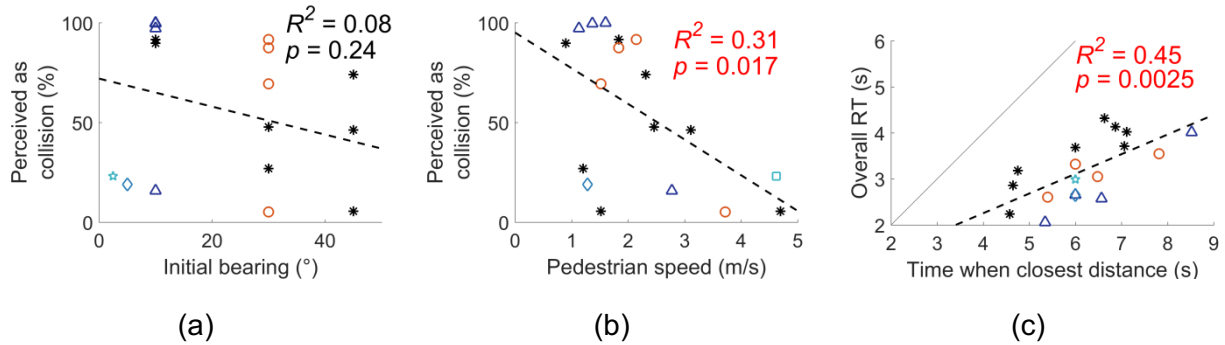 Perceived as
collision (%)
100
50
0
R² = 0.08
p = 0.24
0
20
40
Initial bearing (°)
(a)
Perceived as
collision (%)
100
50
0
R² = 0.31
p = 0.017
0
1
2
3
4
5
Pedestrian speed (m/s)
(b)
Overall RT (s)
6
5
4
3
2
R² = 0.45
p = 0.0025
2
3
4
5
6
7
8
9
Time when closest distance (s)
(c)